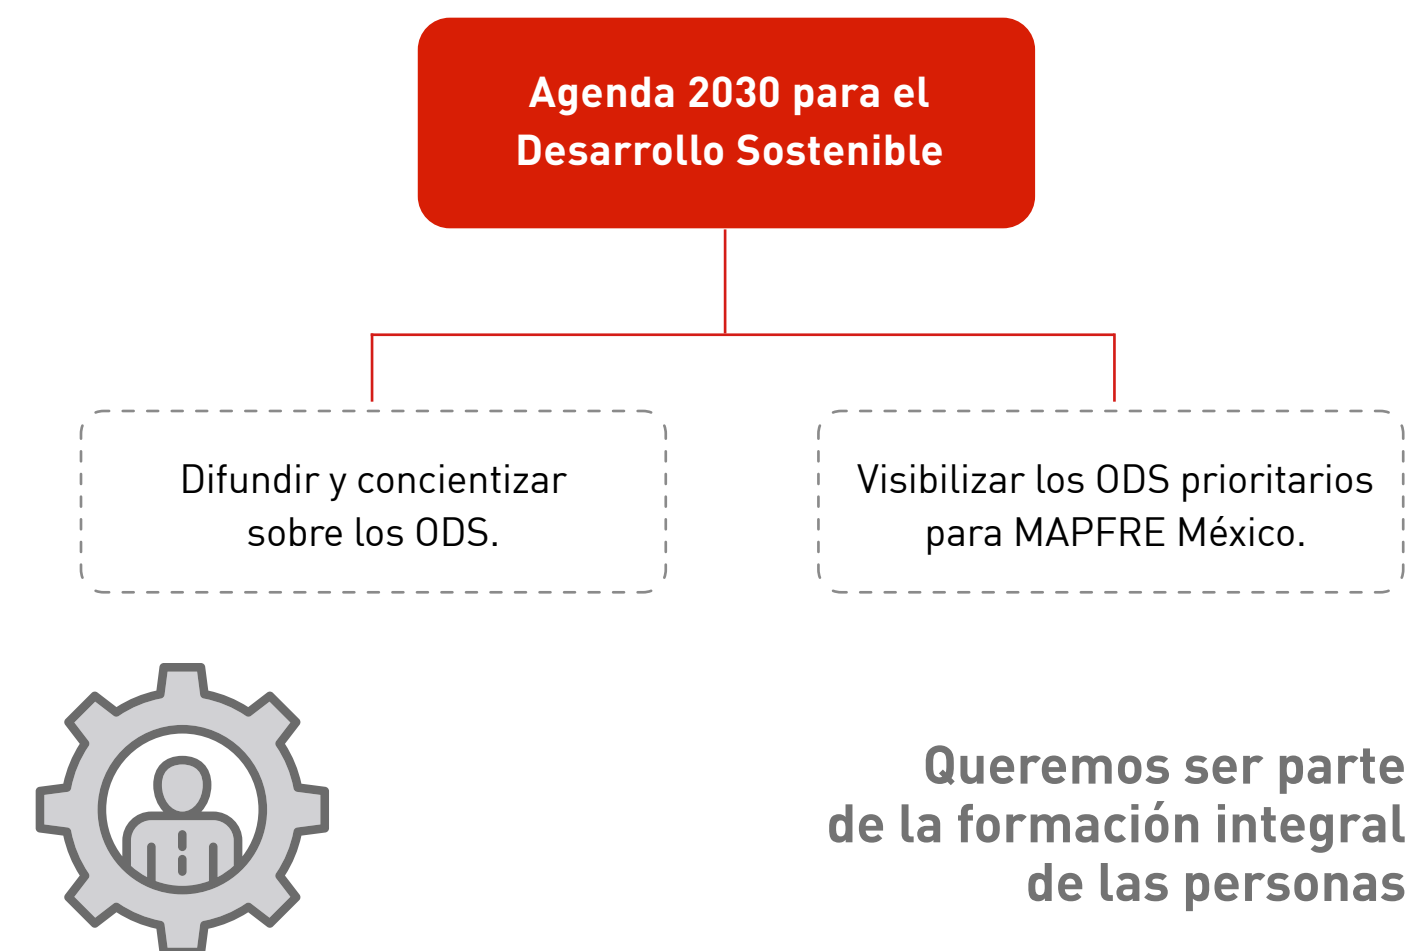 Agenda 2030 para el
Desarrollo Sostenible
Difundir y concientizar
sobre los ODS.
Visibilizar los ODS prioritarios
para MAPFRE México.
Queremos ser parte
de la formación integral
de las personas